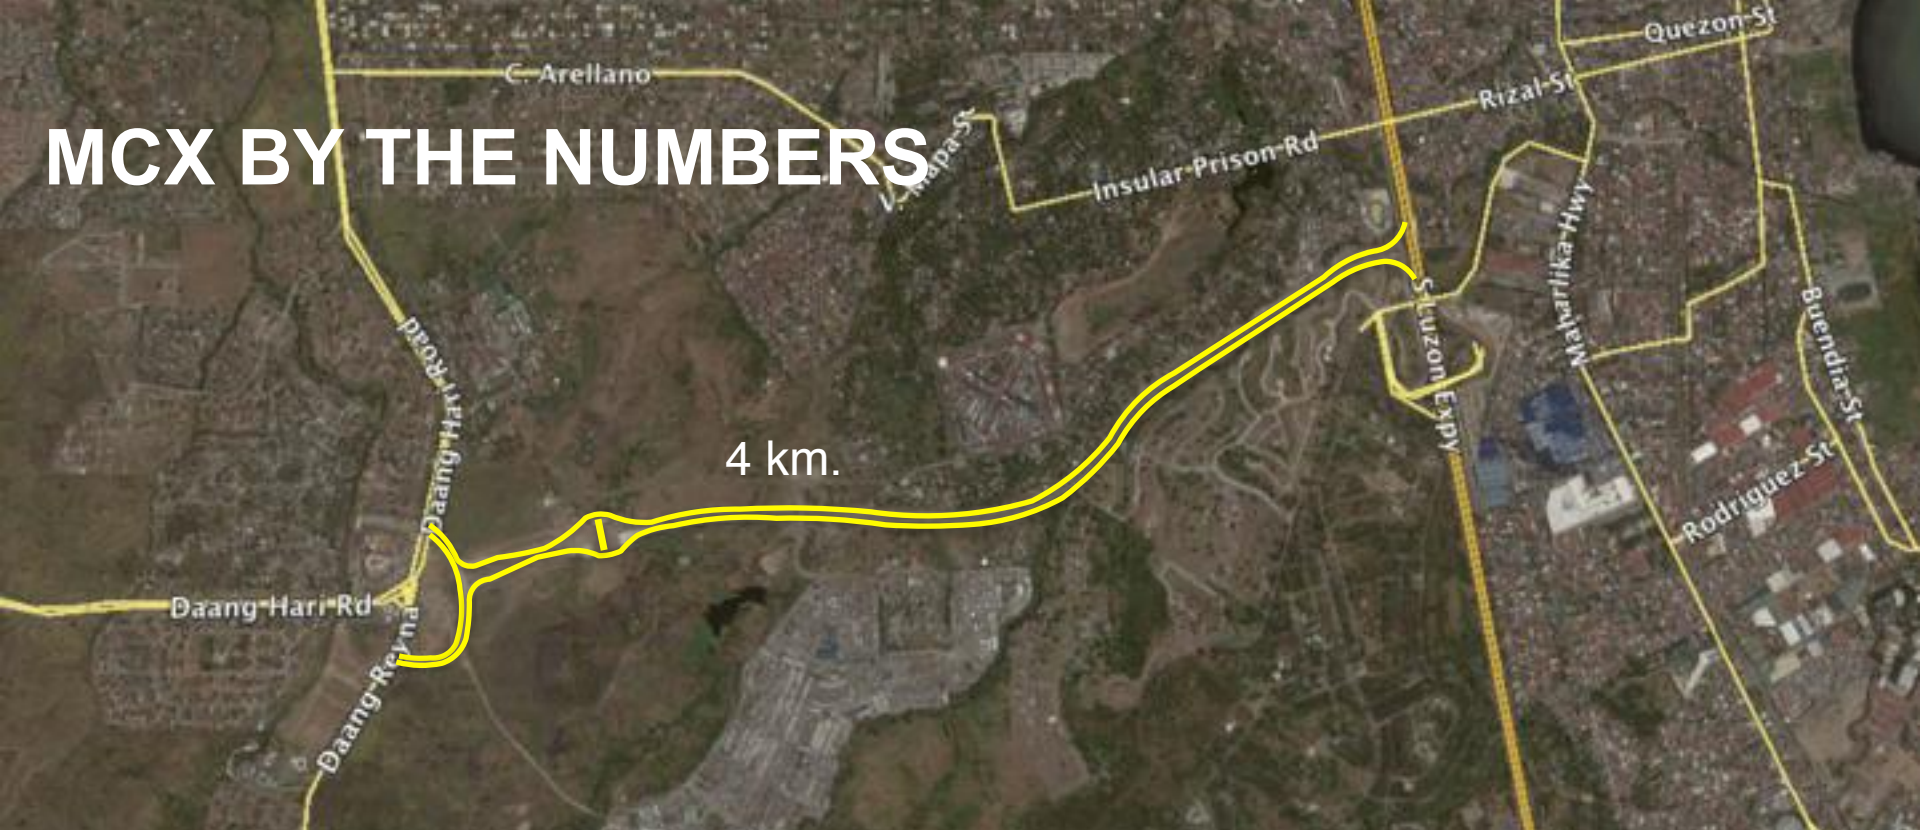 Quezon St
C. Arellano
Rizal St
MCX BY THE NUMBERS
V. Mapa St
Insular Prison Rd
Maharlika Hwy
S Luzon Expy
Buendia St
Daang Hari Road
4 km.
Rodriguez St
Daang Hari Rd
Daang Reyna